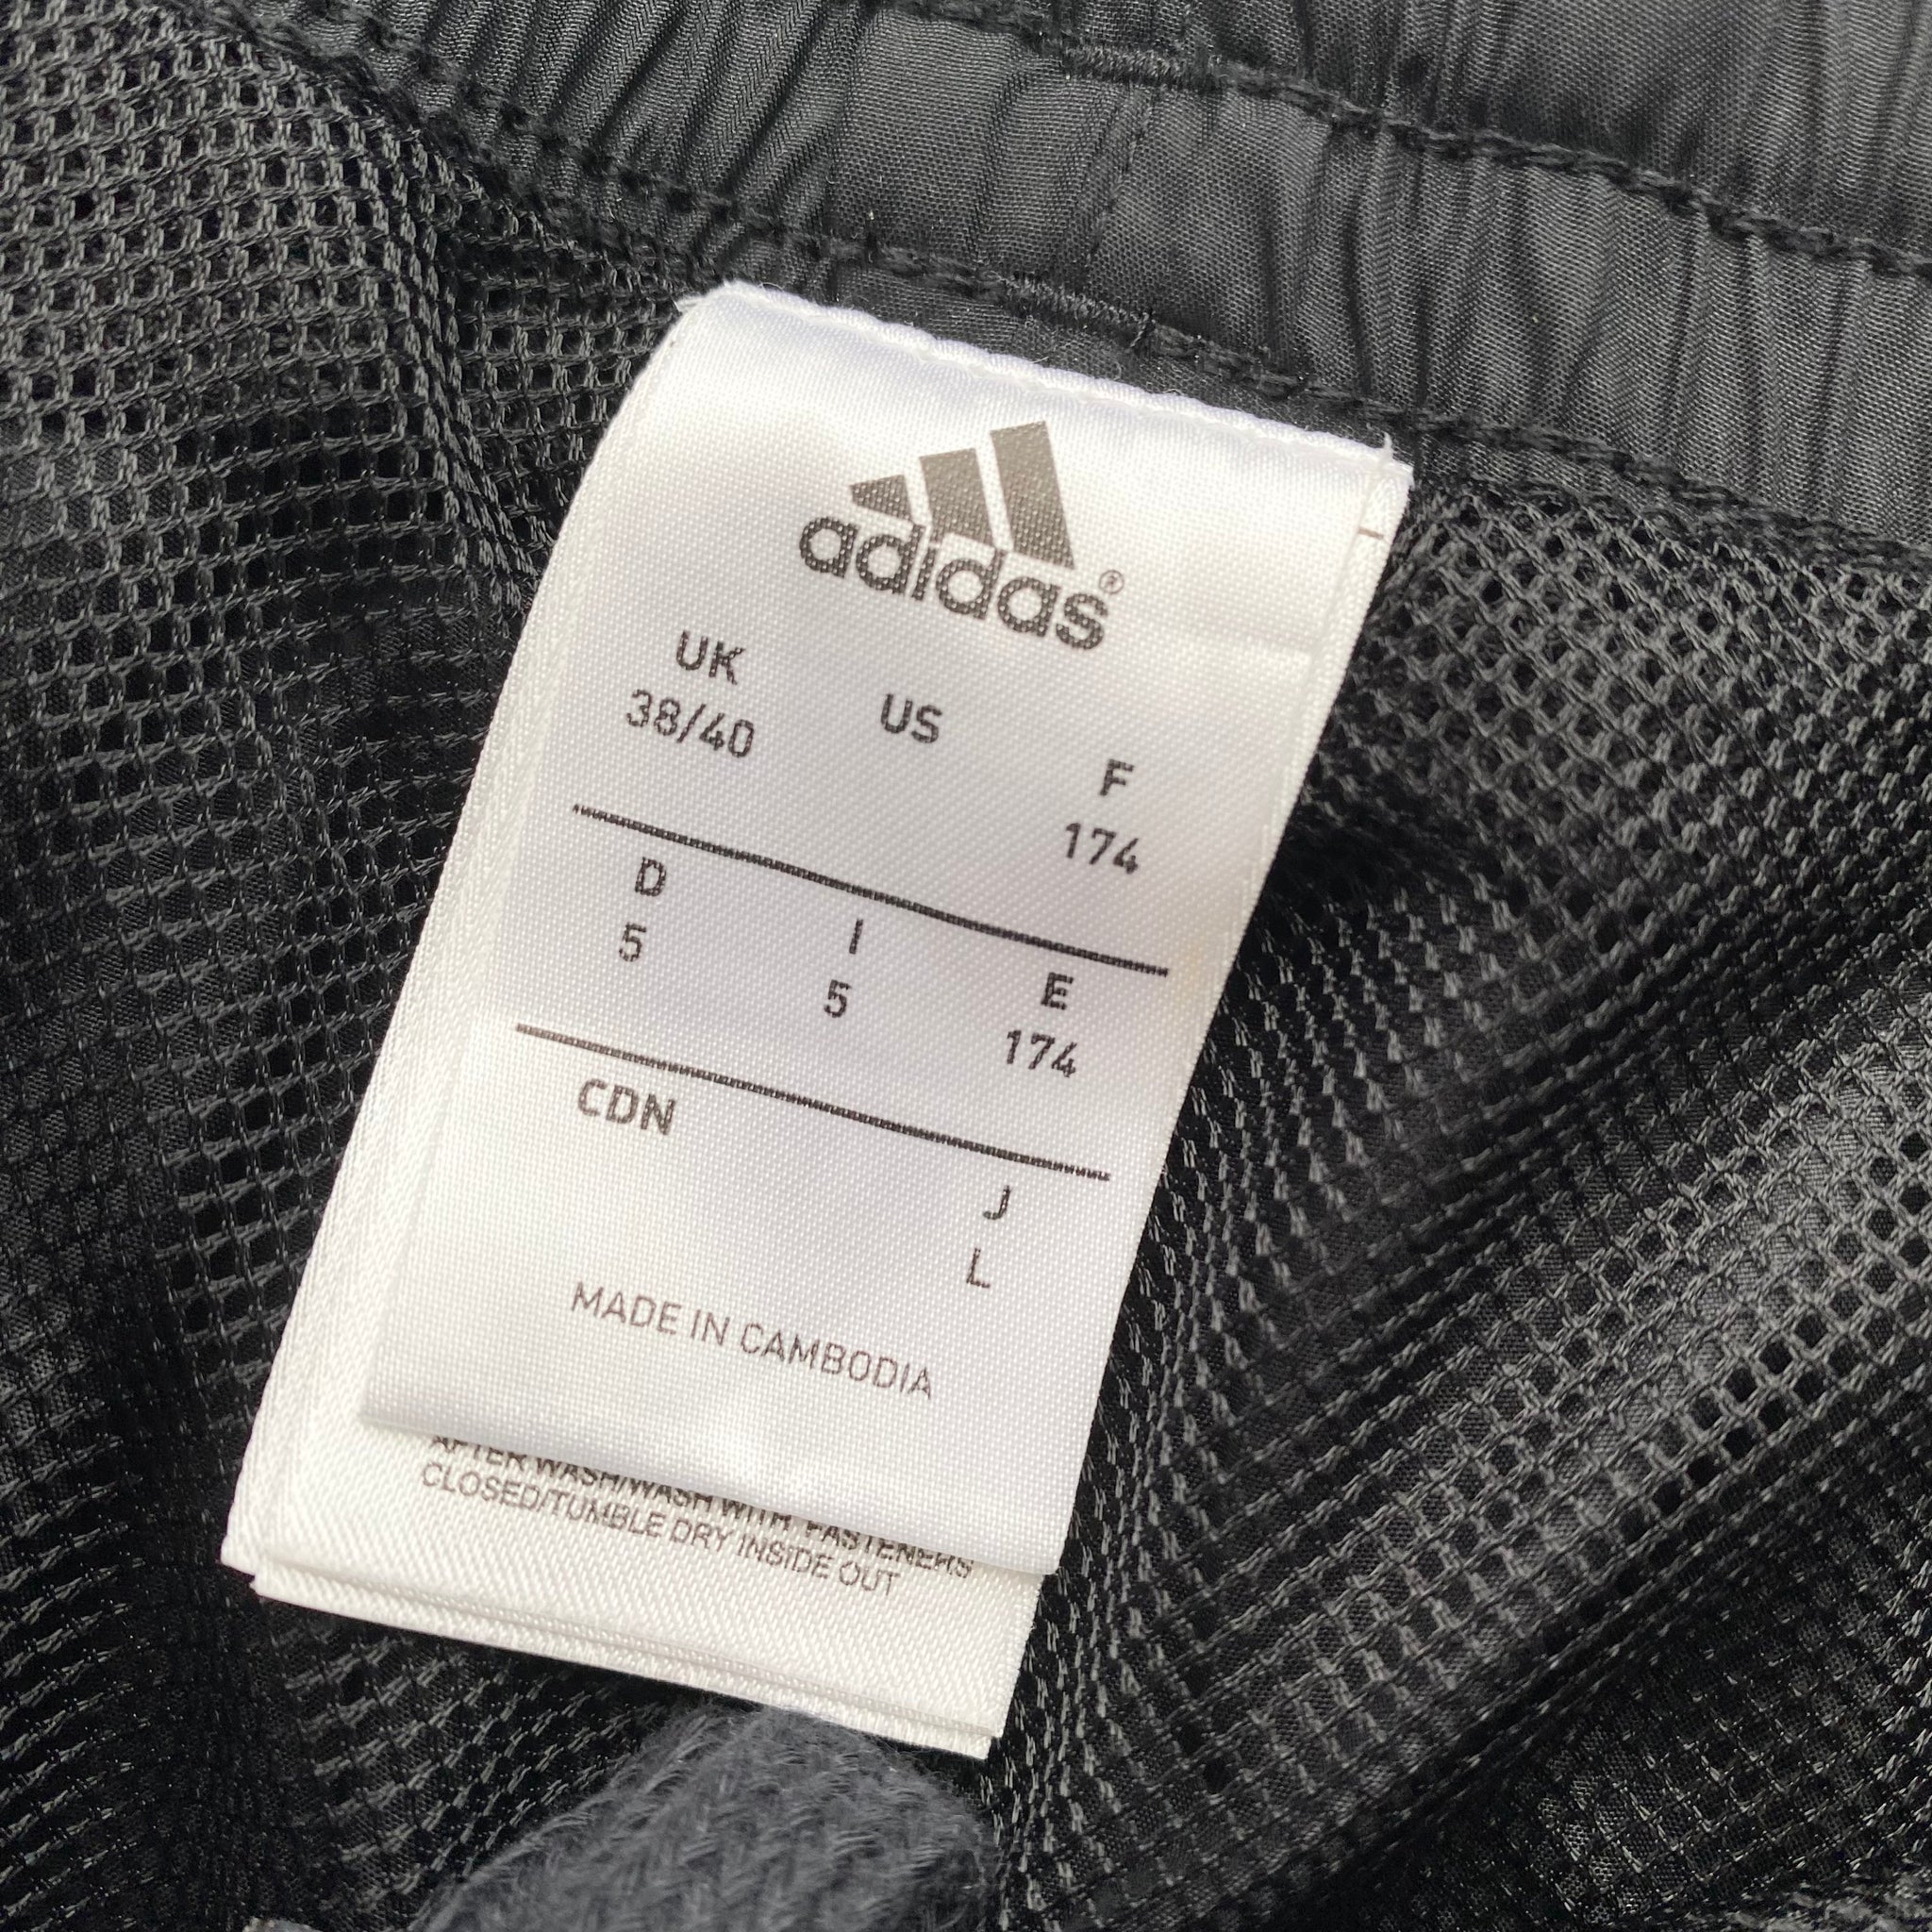 adidas®
UK US F
38/40 174
D I E
5 5 174
CDN J
L
MADE IN CAMBODIA
AFTER WASH/WASH WITH FASTENERS
CLOSED/TUMBLE DRY INSIDE OUT